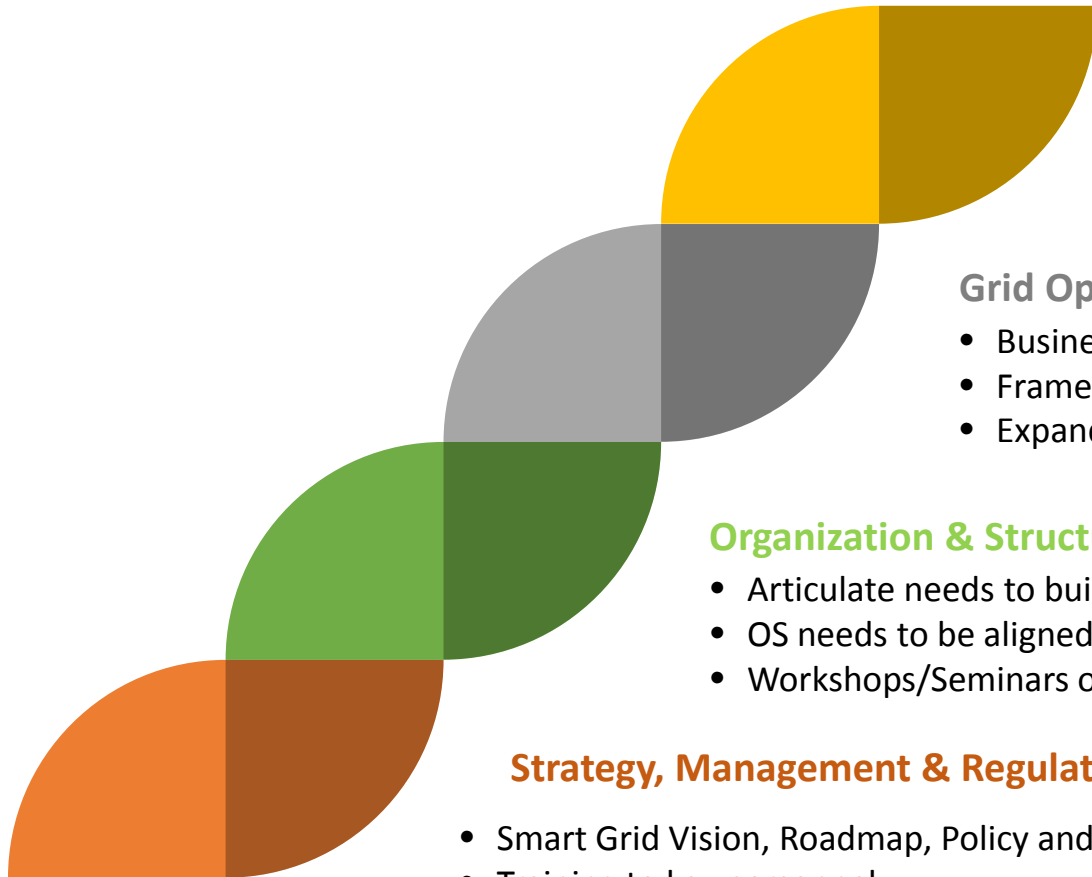 Grid Op
• Busine
• Frame
• Expan
Organization & Struct
• Articulate needs to bui
• OS needs to be aligned
• Workshops/Seminars o
Strategy, Management & Regulat
• Smart Grid Vision, Roadmap, Policy and